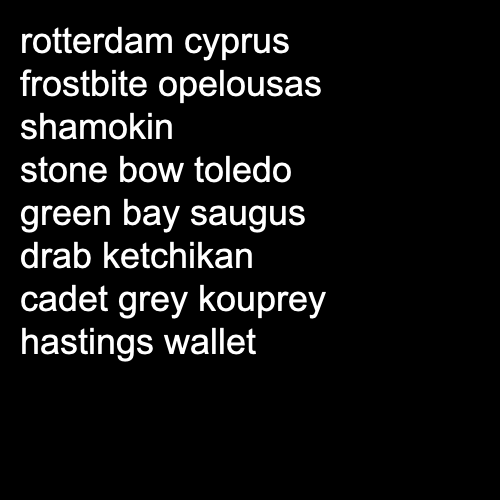 rotterdam cyprus
frostbite opelousas
shamokin
stone bow toledo
green bay saugus
drab ketchikan
cadet grey kouprey
hastings wallet